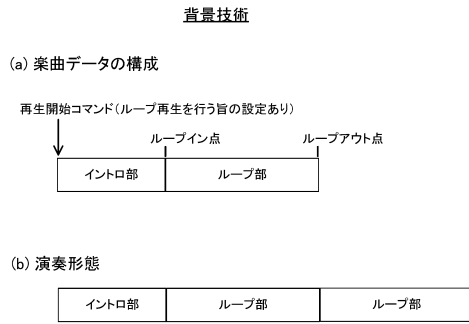 背景技術
(a) 楽曲データの構成
再生開始コマンド(ループ再生を行う旨の設定あり)
ループイン点 ループアウト点
イントロ部 ループ部
(b) 演奏形態
イントロ部 ループ部 ループ部